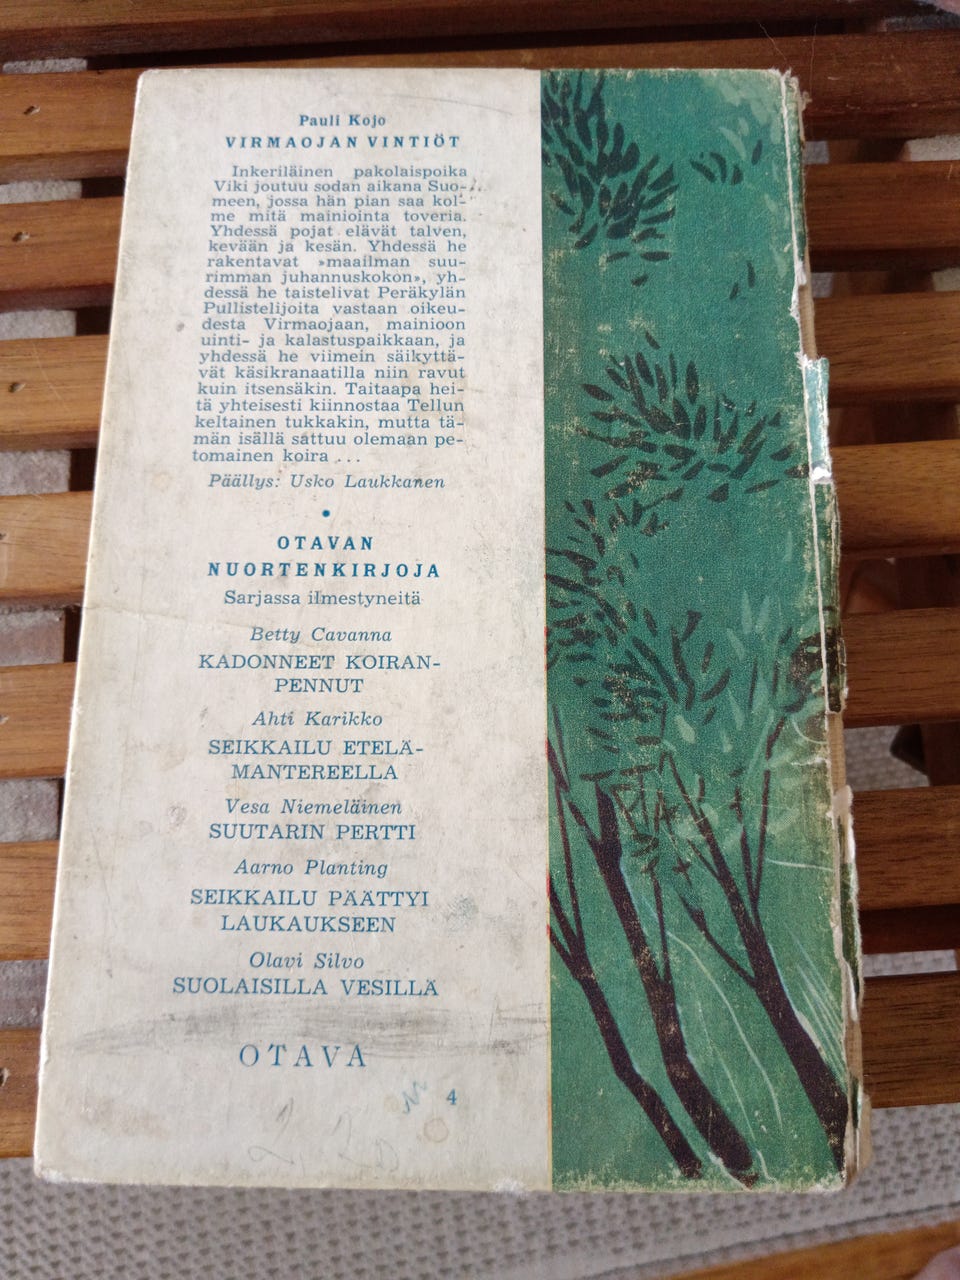 Pauli Kojo
VIRMAOJAN VINTIÖT
Inkeriläinen pakolaispoika
Viki joutuu sodan aikana Suo-
meen, jossa hän pian saa kol-
me mitä mainiointa toveria.
Yhdessä pojat elävät talven,
kevään ja kesän. Yhdessä he
rakentavat »maailman suu-
rimman juhannuskokon», yh-
dessä he taistelivat Peräkylän
Pullistelijoita vastaan oikeu-
desta Virmaojaan, mainioon
uinti- ja kalastuspaikkaan, ja
yhdessä he viimein säikyttä-
vät käsikranaatilla niin ravut
kuin itsensäkin. Taitaapa hei-
tä yhteisesti kiinnostaa Tellun
keltainen tukkakin, mutta tä-
män isällä sattuu olemaan pe-
tomainen koira ...
Päällys: Usko Laukkanen
•
OTAVAN
NUORTENKIRJOJA
Sarjassa ilmestyneitä
Betty Cavanna
KADONNEET KOIRAN-
PENNUT
Ahti Karikko
SEIKKAILU ETELÄ-
MANTEREELLA
Vesa Niemeläinen
SUUTARIN PERTTI
Aarno Planting
SEIKKAILU PÄÄTTYI
LAUKAUKSEEN
Olavi Silvo
SUOLAISILLA VESILLÄ
OTAVA
4